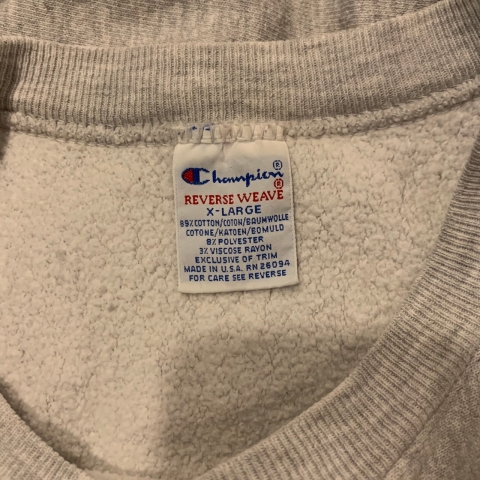 Champion®
REVERSE WEAVE®
X-LARGE
89% COTTON/COTON/BAUMWOLLE
COTONE/KATOEN/BOMULD
8% POLYESTER
3% VISCOSE RAYON
EXCLUSIVE OF TRIM
MADE IN U.S.A. RN 26094
FOR CARE SEE REVERSE